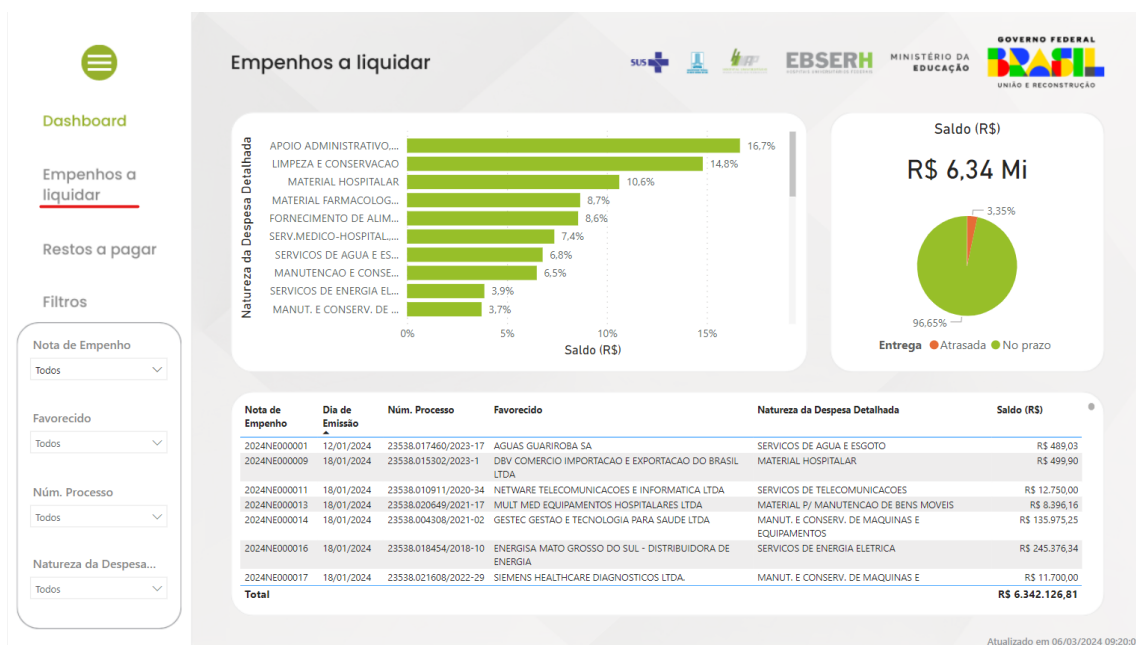 Empenhos a liquidar
SUS
EBSERH
HOSPITAIS UNIVERSITÁRIOS FEDERAIS
MINISTÉRIO DA
EDUCAÇÃO
GOVERNO FEDERAL
BRASIL
UNIÃO E RECONSTRUÇÃO
Dashboard
Empenhos a
liquidar
Restos a pagar
Filtros
Nota de Empenho
Todos
Favorecido
Todos
Núm. Processo
Todos
Natureza da Despesa...
Todos
Natureza da Despesa Detalhada
APOIO ADMINISTRATIVO,... 16,7%
LIMPEZA E CONSERVACAO 14,8%
MATERIAL HOSPITALAR 10,6%
MATERIAL FARMACOLOG... 8,7%
FORNECIMENTO DE ALIM... 8,6%
SERV.MEDICO-HOSPITAL.,... 7,4%
SERVICOS DE AGUA E ES... 6,8%
MANUTENCAO E CONSE... 6,5%
SERVICOS DE ENERGIA EL... 3,9%
MANUT. E CONSERV. DE ... 3,7%
0% 5% 10% 15%
Saldo (R$)
Saldo (R$)
R$ 6,34 Mi
3,35%
96,65%
Entrega Atrasada No prazo
Nota de Empenho Dia de Emissão Núm. Processo Favorecido Natureza da Despesa Detalhada Saldo (R$)
2024NE000001 12/01/2024 23538.017460/2023-17 AGUAS GUARIROBA SA SERVICOS DE AGUA E ESGOTO R$ 489,03
2024NE000009 18/01/2024 23538.015302/2023-1 DBV COMERCIO IMPORTACAO E EXPORTACAO DO BRASIL LTDA MATERIAL HOSPITALAR R$ 499,90
2024NE000011 18/01/2024 23538.010911/2020-34 NETWARE TELECOMUNICACOES E INFORMATICA LTDA SERVICOS DE TELECOMUNICACOES R$ 12.750,00
2024NE000013 18/01/2024 23538.020649/2021-17 MULT MED EQUIPAMENTOS HOSPITALARES LTDA MATERIAL P/ MANUTENCAO DE BENS MOVEIS R$ 8.396,16
2024NE000014 18/01/2024 23538.004308/2021-02 GESTEC GESTAO E TECNOLOGIA PARA SAUDE LTDA MANUT. E CONSERV. DE MAQUINAS E EQUIPAMENTOS R$ 135.975,25
2024NE000016 18/01/2024 23538.018454/2018-10 ENERGISA MATO GROSSO DO SUL - DISTRIBUIDORA DE ENERGIA SERVICOS DE ENERGIA ELETRICA R$ 245.376,34
2024NE000017 18/01/2024 23538.021608/2022-29 SIEMENS HEALTHCARE DIAGNOSTICOS LTDA. MANUT. E CONSERV. DE MAQUINAS E R$ 11.700,00
Total R$ 6.342.126,81
Atualizado em 06/03/2024 09:20:0